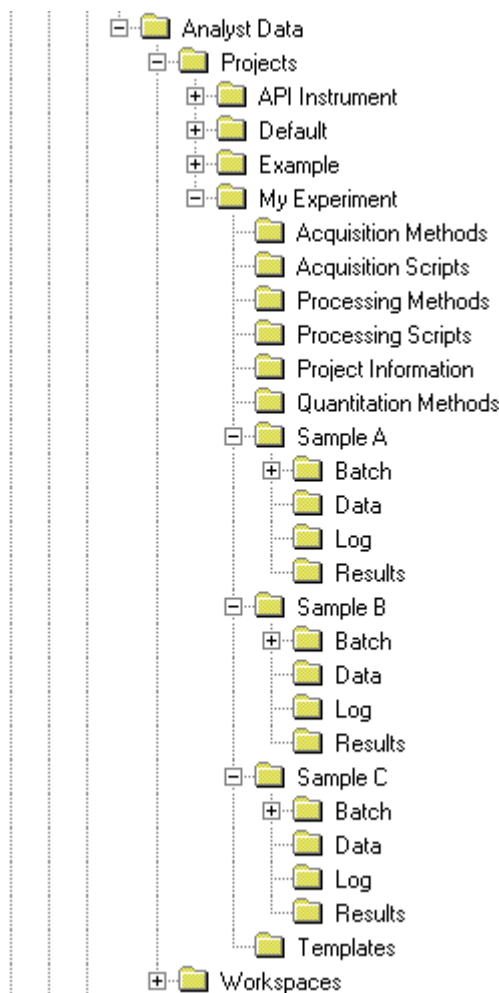 Analyst Data
Projects
API Instrument
Default
Example
My Experiment
Acquisition Methods
Acquisition Scripts
Processing Methods
Processing Scripts
Project Information
Quantitation Methods
Sample A
Batch
Data
Log
Results
Sample B
Batch
Data
Log
Results
Sample C
Batch
Data
Log
Results
Templates
Workspaces